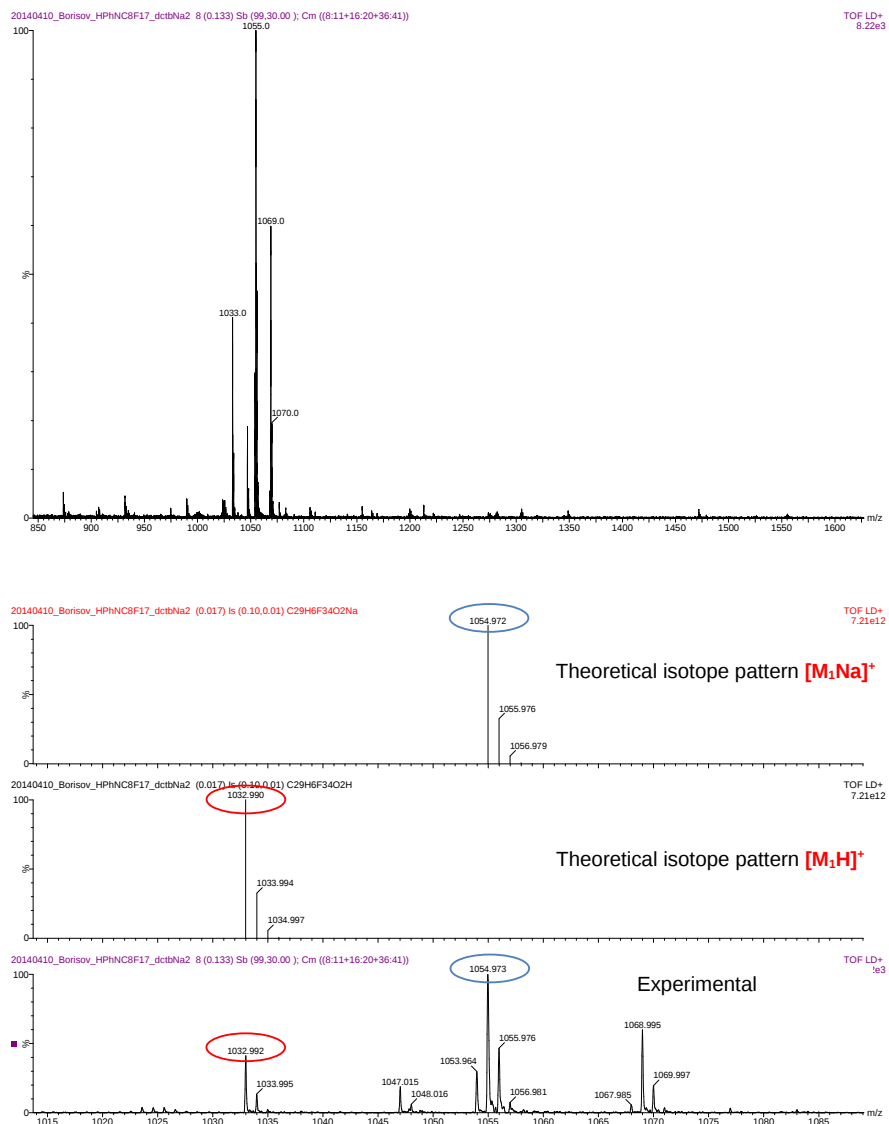 20140410_Borisov_HPhNC8F17_dctbNa2 8 (0.133) Sb (99,30.00 ); Cm ((8:11+16:20+36:41))
TOF LD+
8.22e3
100
%
0
1055.0
1069.0
1033.0
1070.0
850 900 950 1000 1050 1100 1150 1200 1250 1300 1350 1400 1450 1500 1550 1600
m/z
20140410_Borisov_HPhNC8F17_dctbNa2 (0.017) Is (0.10,0.01) C29H6F34O2Na
TOF LD+
7.21e12
100
%
0
1054.972
Theoretical isotope pattern [M₁Na]⁺
1055.976
1056.979
20140410_Borisov_HPhNC8F17_dctbNa2 (0.017) Is (0.10,0.01) C29H6F34O2H
TOF LD+
7.21e12
100
%
0
1032.990
Theoretical isotope pattern [M₁H]⁺
1033.994
1034.997
20140410_Borisov_HPhNC8F17_dctbNa2 8 (0.133) Sb (99,30.00 ); Cm ((8:11+16:20+36:41))
TOF LD+
100
%
0
1054.973
Experimental
1068.995
1055.976
1032.992
1053.964
1047.015
1033.995
1048.016
1056.981
1067.985
1069.997
1015 1020 1025 1030 1035 1040 1045 1050 1055 1060 1065 1070 1075 1080 1085
m/z